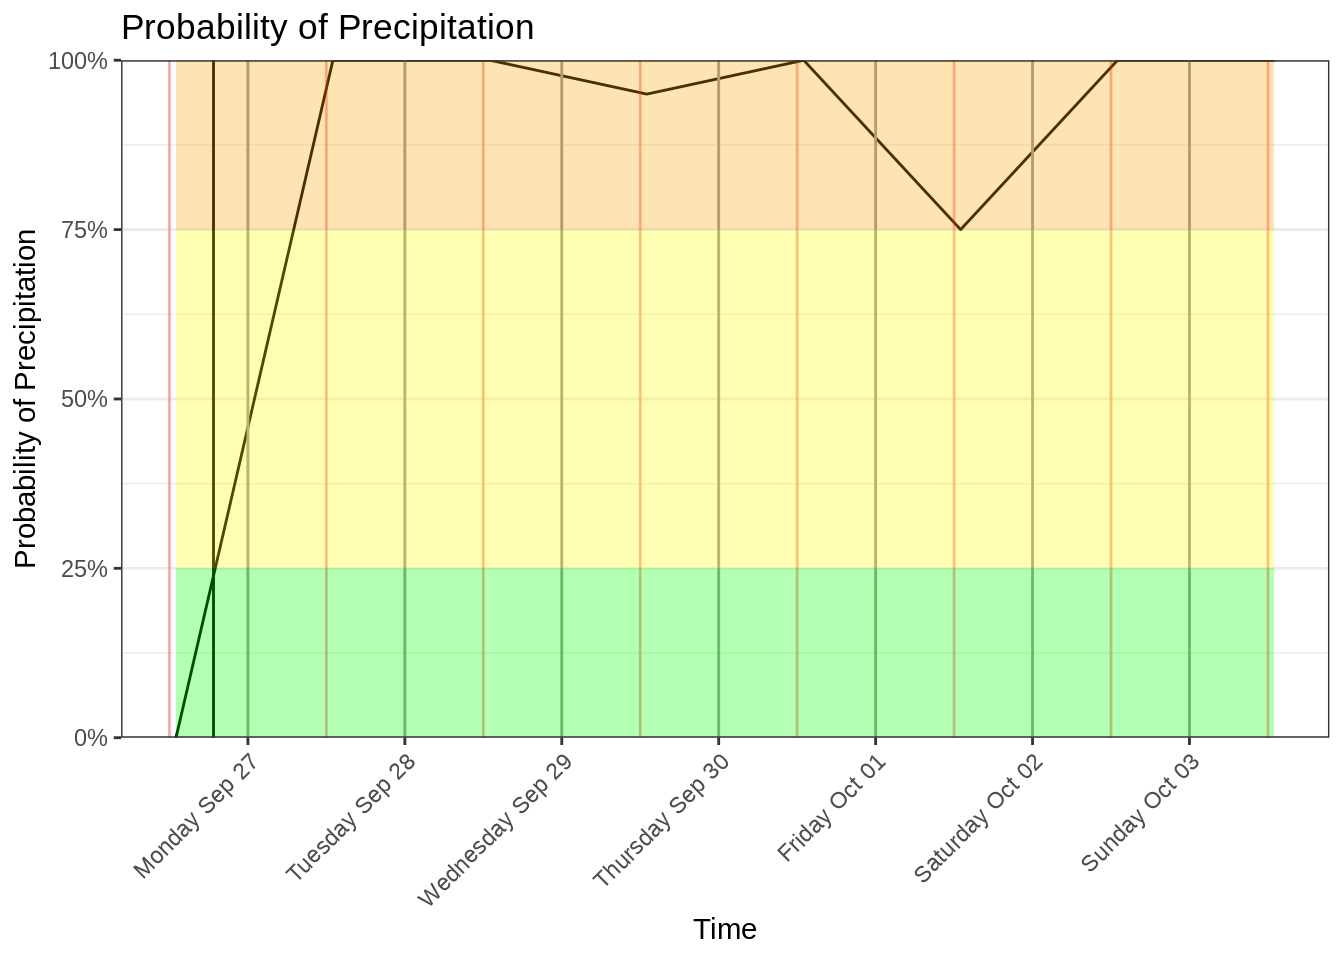 Probability of Precipitation
Probability of Precipitation
100%
75%
50%
25%
0%
Monday Sep 27
Tuesday Sep 28
Wednesday Sep 29
Thursday Sep 30
Friday Oct 01
Saturday Oct 02
Sunday Oct 03
Time